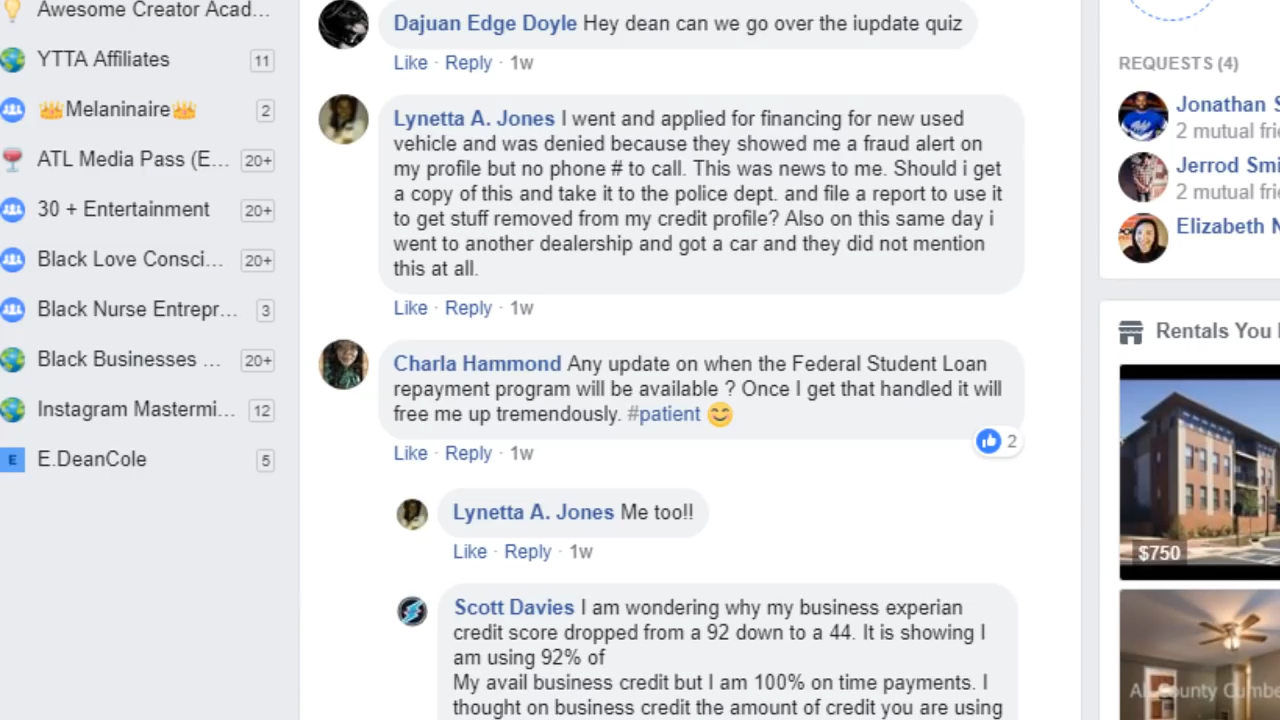 Awesome Creator Acad...
YTTA Affiliates 11
👑Melaninaire👑 2
ATL Media Pass (E... 20+
30 + Entertainment 20+
Black Love Consci... 20+
Black Nurse Entrepr... 3
Black Businesses ... 20+
Instagram Mastermi... 12
E E.DeanCole 5
Dajuan Edge Doyle Hey dean can we go over the iupdate quiz
Like · Reply · 1w
Lynetta A. Jones I went and applied for financing for new used
vehicle and was denied because they showed me a fraud alert on
my profile but no phone # to call. This was news to me. Should i get
a copy of this and take it to the police dept. and file a report to use it
to get stuff removed from my credit profile? Also on this same day i
went to another dealership and got a car and they did not mention
this at all.
Like · Reply · 1w
Charla Hammond Any update on when the Federal Student Loan
repayment program will be available ? Once I get that handled it will
free me up tremendously. #patient 😊
2
Like · Reply · 1w
Lynetta A. Jones Me too!!
Like · Reply · 1w
Scott Davies I am wondering why my business experian
credit score dropped from a 92 down to a 44. It is showing I
am using 92% of
My avail business credit but I am 100% on time payments. I
thought on business credit the amount of credit you are using
REQUESTS (4)
Jonathan S
2 mutual frie
Jerrod Smi
2 mutual frie
Elizabeth N
Rentals You
$750
County Cumbe